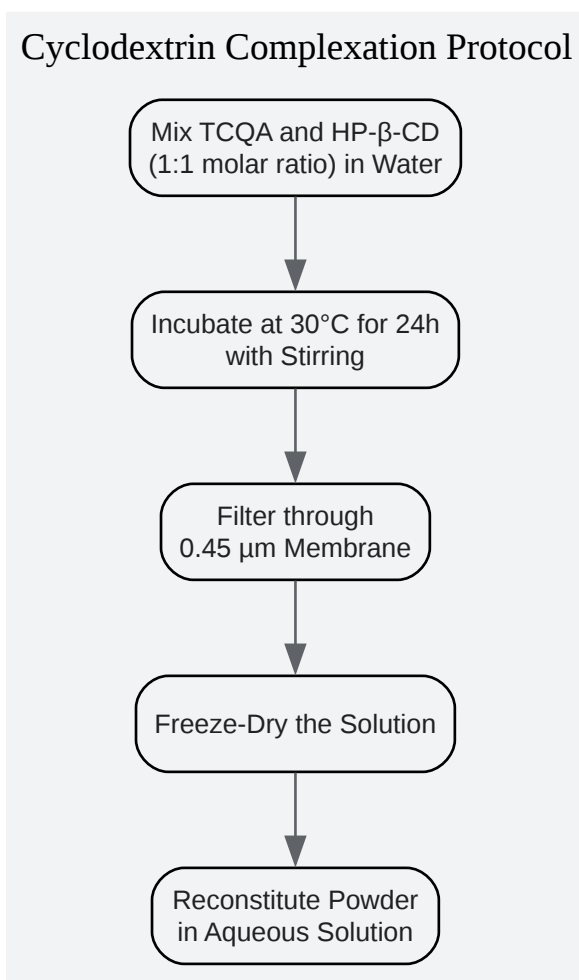 Cyclodextrin Complexation Protocol
Mix TCQA and HP-β-CD
(1:1 molar ratio) in Water
Incubate at 30°C for 24h
with Stirring
Filter through
0.45 µm Membrane
Freeze-Dry the Solution
Reconstitute Powder
in Aqueous Solution